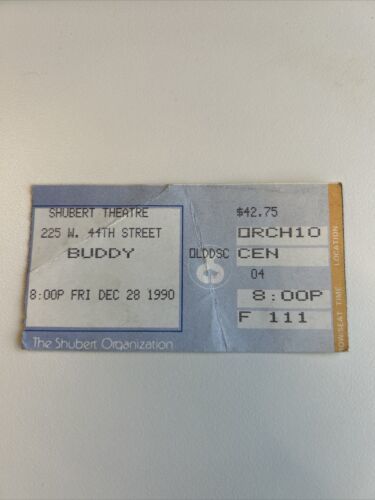 SHUBERT THEATRE
225 W. 44TH STREET
BUDDY
8:00P FRI DEC 28 1990
The Shubert Organization
$42.75
ORCH10
OLDDSC CEN
04
8:00P
F 111
LOCATION
TIME
ROW/SEAT